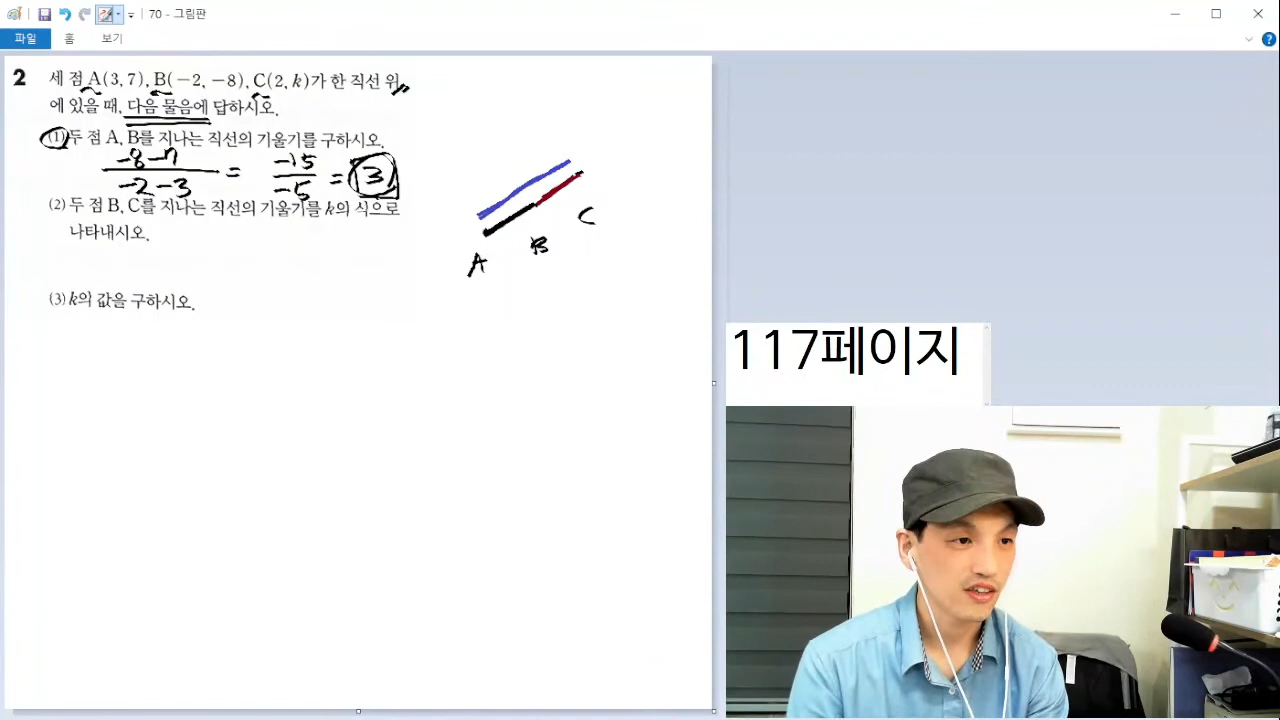 70 - 그림판
파일 홈 보기
2 세 점 A(3, 7), B(-2, -8), C(2, k)가 한 직선 위
에 있을 때, 다음 물음에 답하시오.
(1) 두 점 A, B를 지나는 직선의 기울기를 구하시오.
-8-7
-2-3
=
-15
-5
= 3
(2) 두 점 B, C를 지나는 직선의 기울기를 k의 식으로
나타내시오.
(3) k의 값을 구하시오.
A B C
117페이지